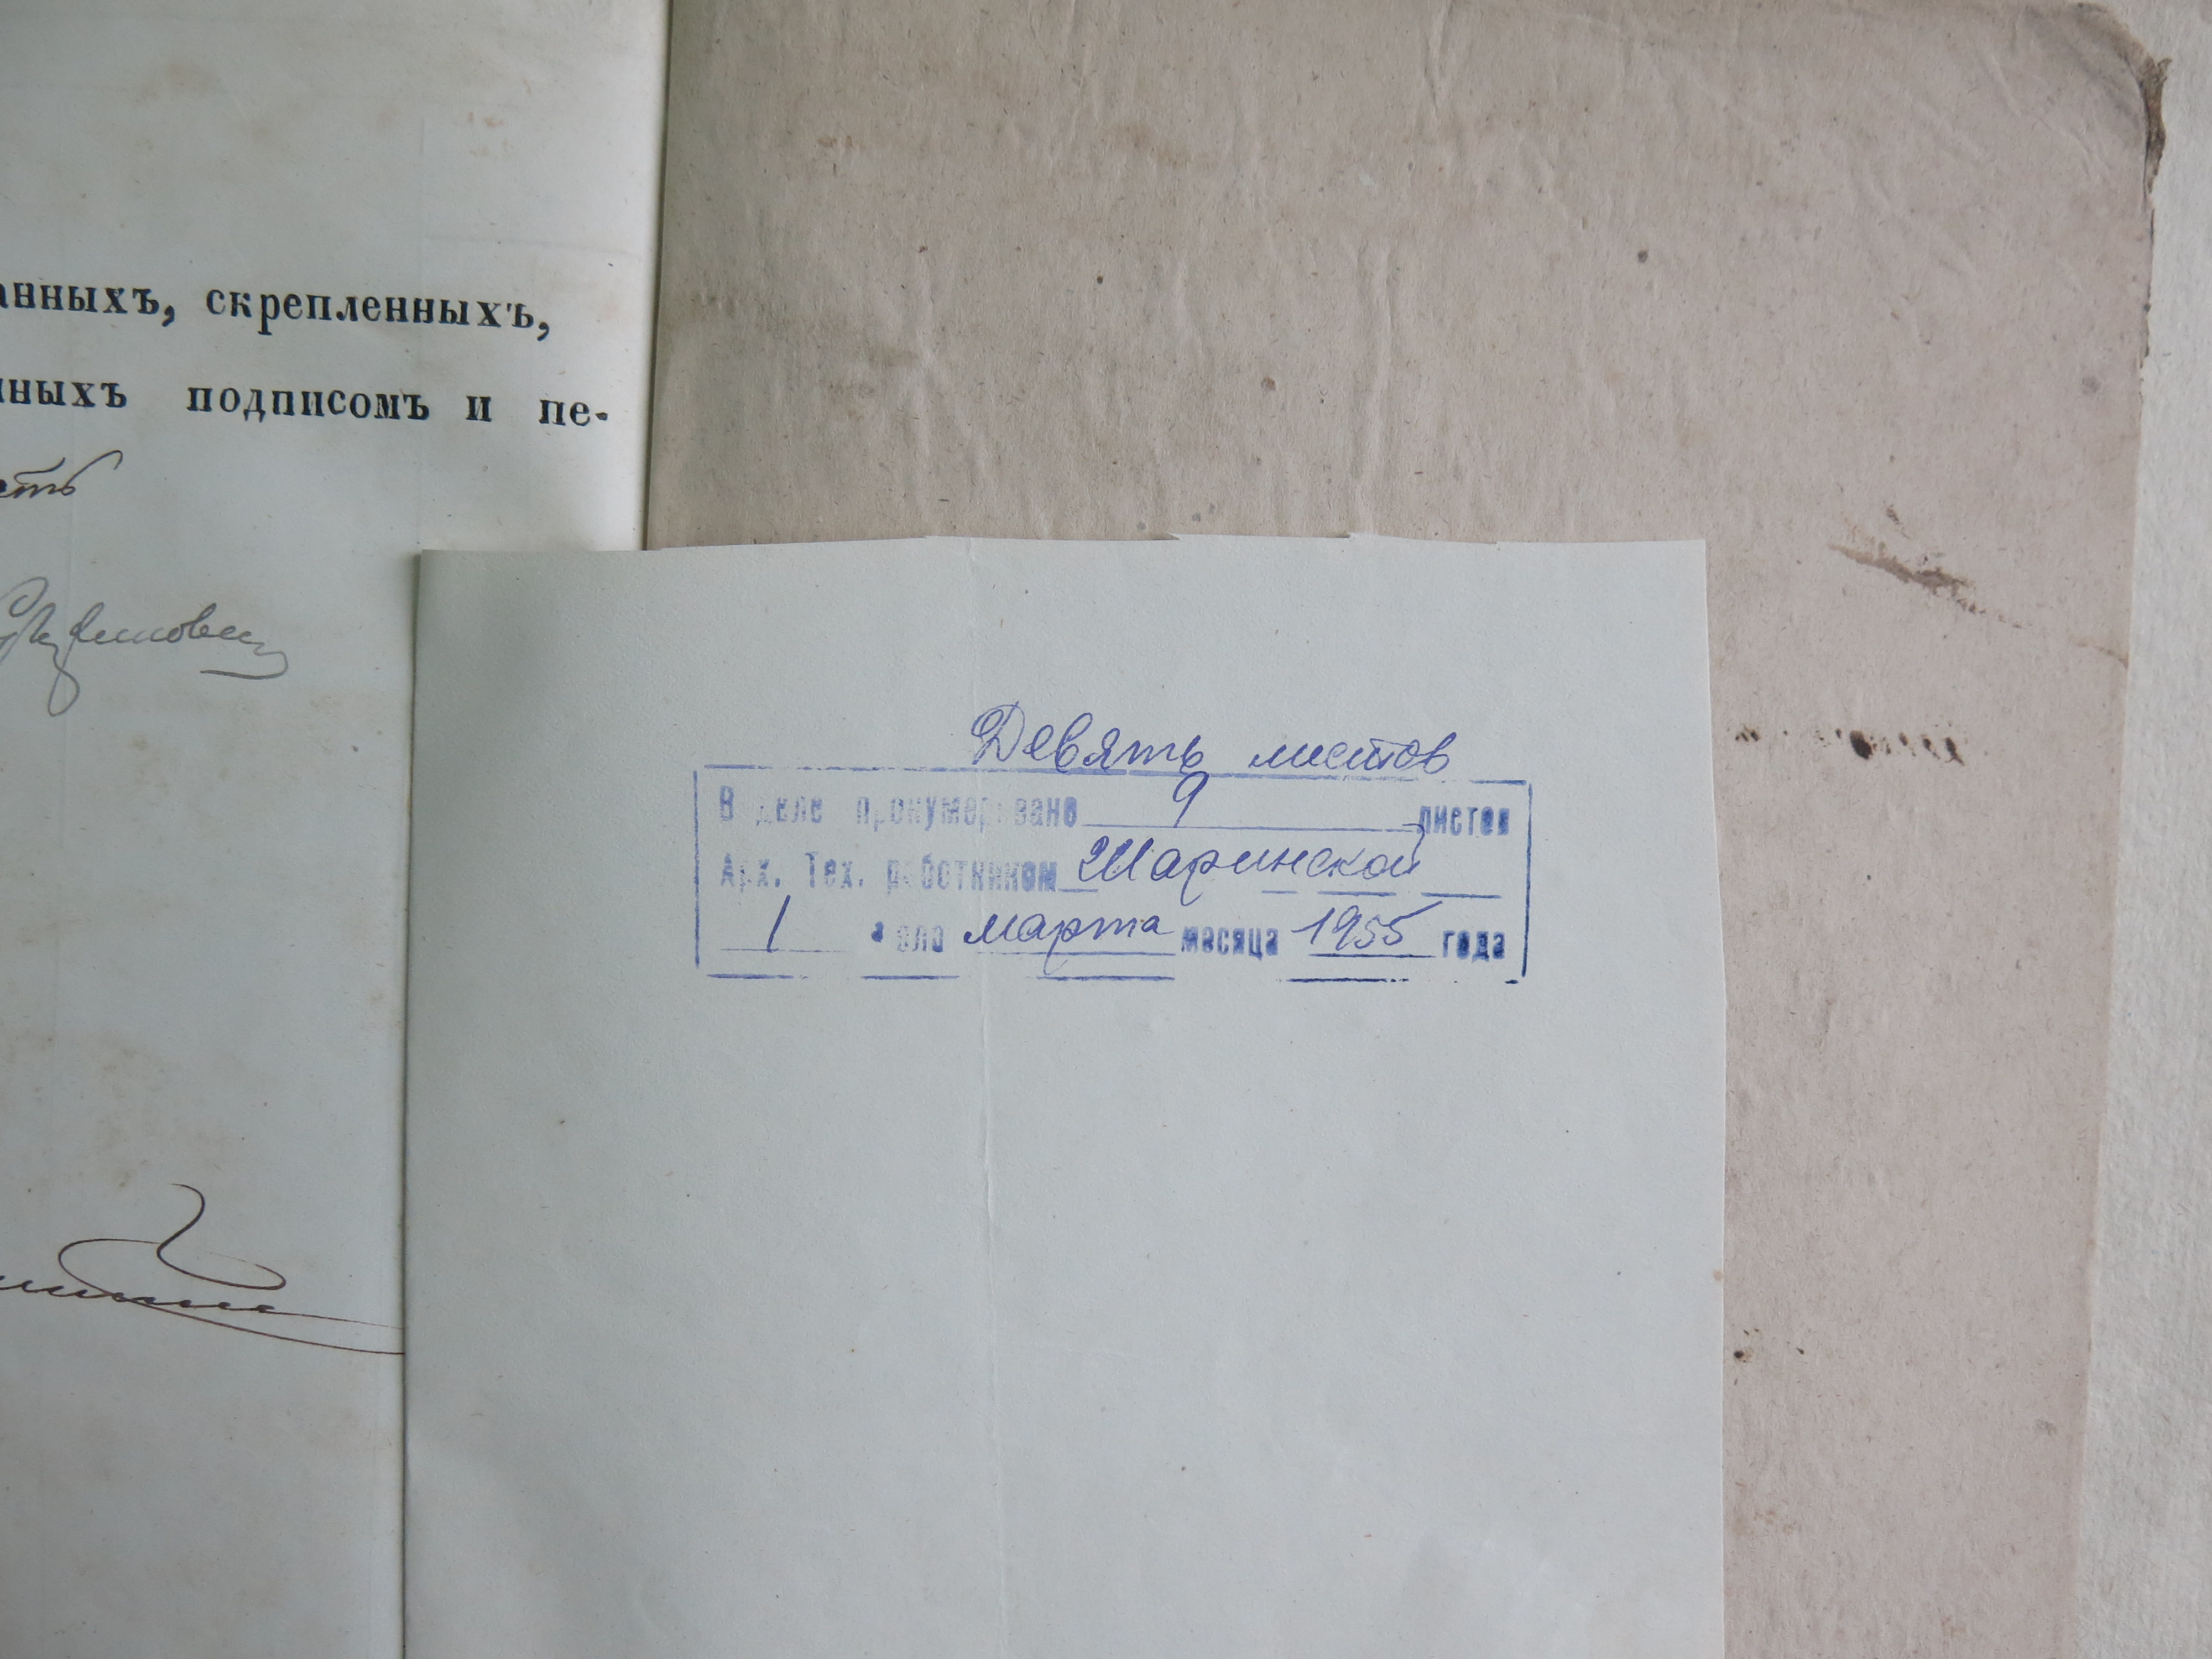 анныхъ, скрепленныхъ,
нныхъ подписомъ и пе-
сть
Девять листов
В деле пронумеровано 9 листов
Арх. Тех. работником Шаринской
1 числа марта месяца 1955 года